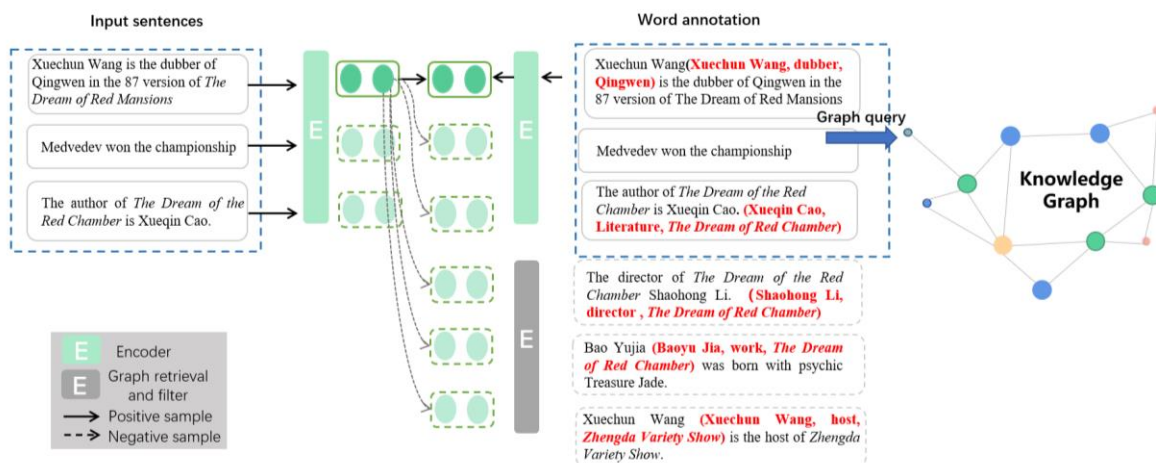 Input sentences
Xuechun Wang is the dubber of
Qingwen in the 87 version of The
Dream of Red Mansions
Medvedev won the championship
The author of The Dream of the
Red Chamber is Xueqin Cao.
E
E
E
Word annotation
Xuechun Wang(Xuechun Wang, dubber,
Qingwen) is the dubber of Qingwen in the
87 version of The Dream of Red Mansions
Medvedev won the championship
The author of The Dream of the Red
Chamber is Xueqin Cao. (Xueqin Cao,
Literature, The Dream of Red Chamber)
The director of The Dream of the Red
Chamber Shaohong Li. (Shaohong Li,
director , The Dream of Red Chamber)
Bao Yujia (Baoyu Jia, work, The Dream
of Red Chamber) was born with psychic
Treasure Jade.
Xuechun Wang (Xuechun Wang, host,
Zhengda Variety Show) is the host of Zhengda
Variety Show.
Graph query
Knowledge
Graph
E Encoder
E Graph retrieval
and filter
Positive sample
Negative sample